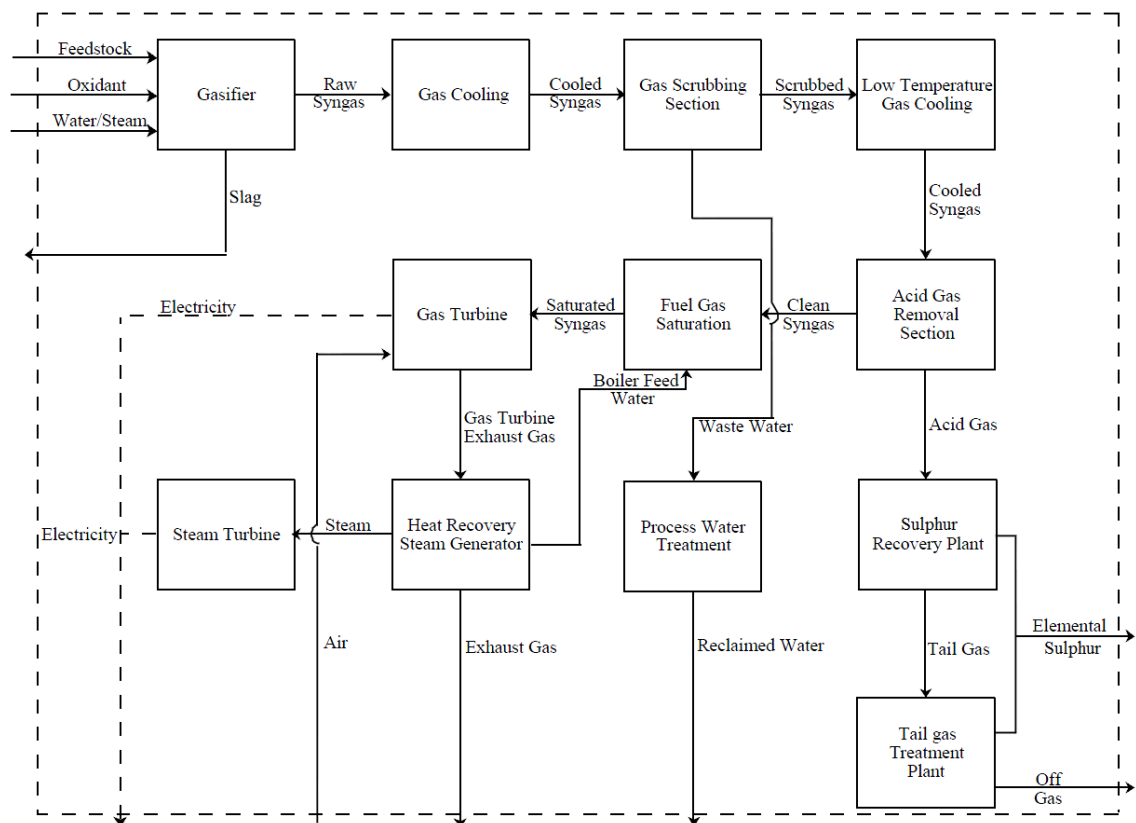 Feedstock
Oxidant
Water/Steam
Gasifier
Raw
Syngas
Gas Cooling
Cooled
Syngas
Gas Scrubbing
Section
Scrubbed
Syngas
Low Temperature
Gas Cooling
Slag
Cooled
Syngas
Electricity
Gas Turbine
Saturated
Syngas
Fuel Gas
Saturation
Clean
Syngas
Acid Gas
Removal
Section
Boiler Feed
Water
Gas Turbine
Exhaust Gas
Waste Water
Acid Gas
Electricity
Steam Turbine
Steam
Heat Recovery
Steam Generator
Process Water
Treatment
Sulphur
Recovery Plant
Air
Exhaust Gas
Reclaimed Water
Tail Gas
Elemental
Sulphur
Tail gas
Treatment
Plant
Off
Gas